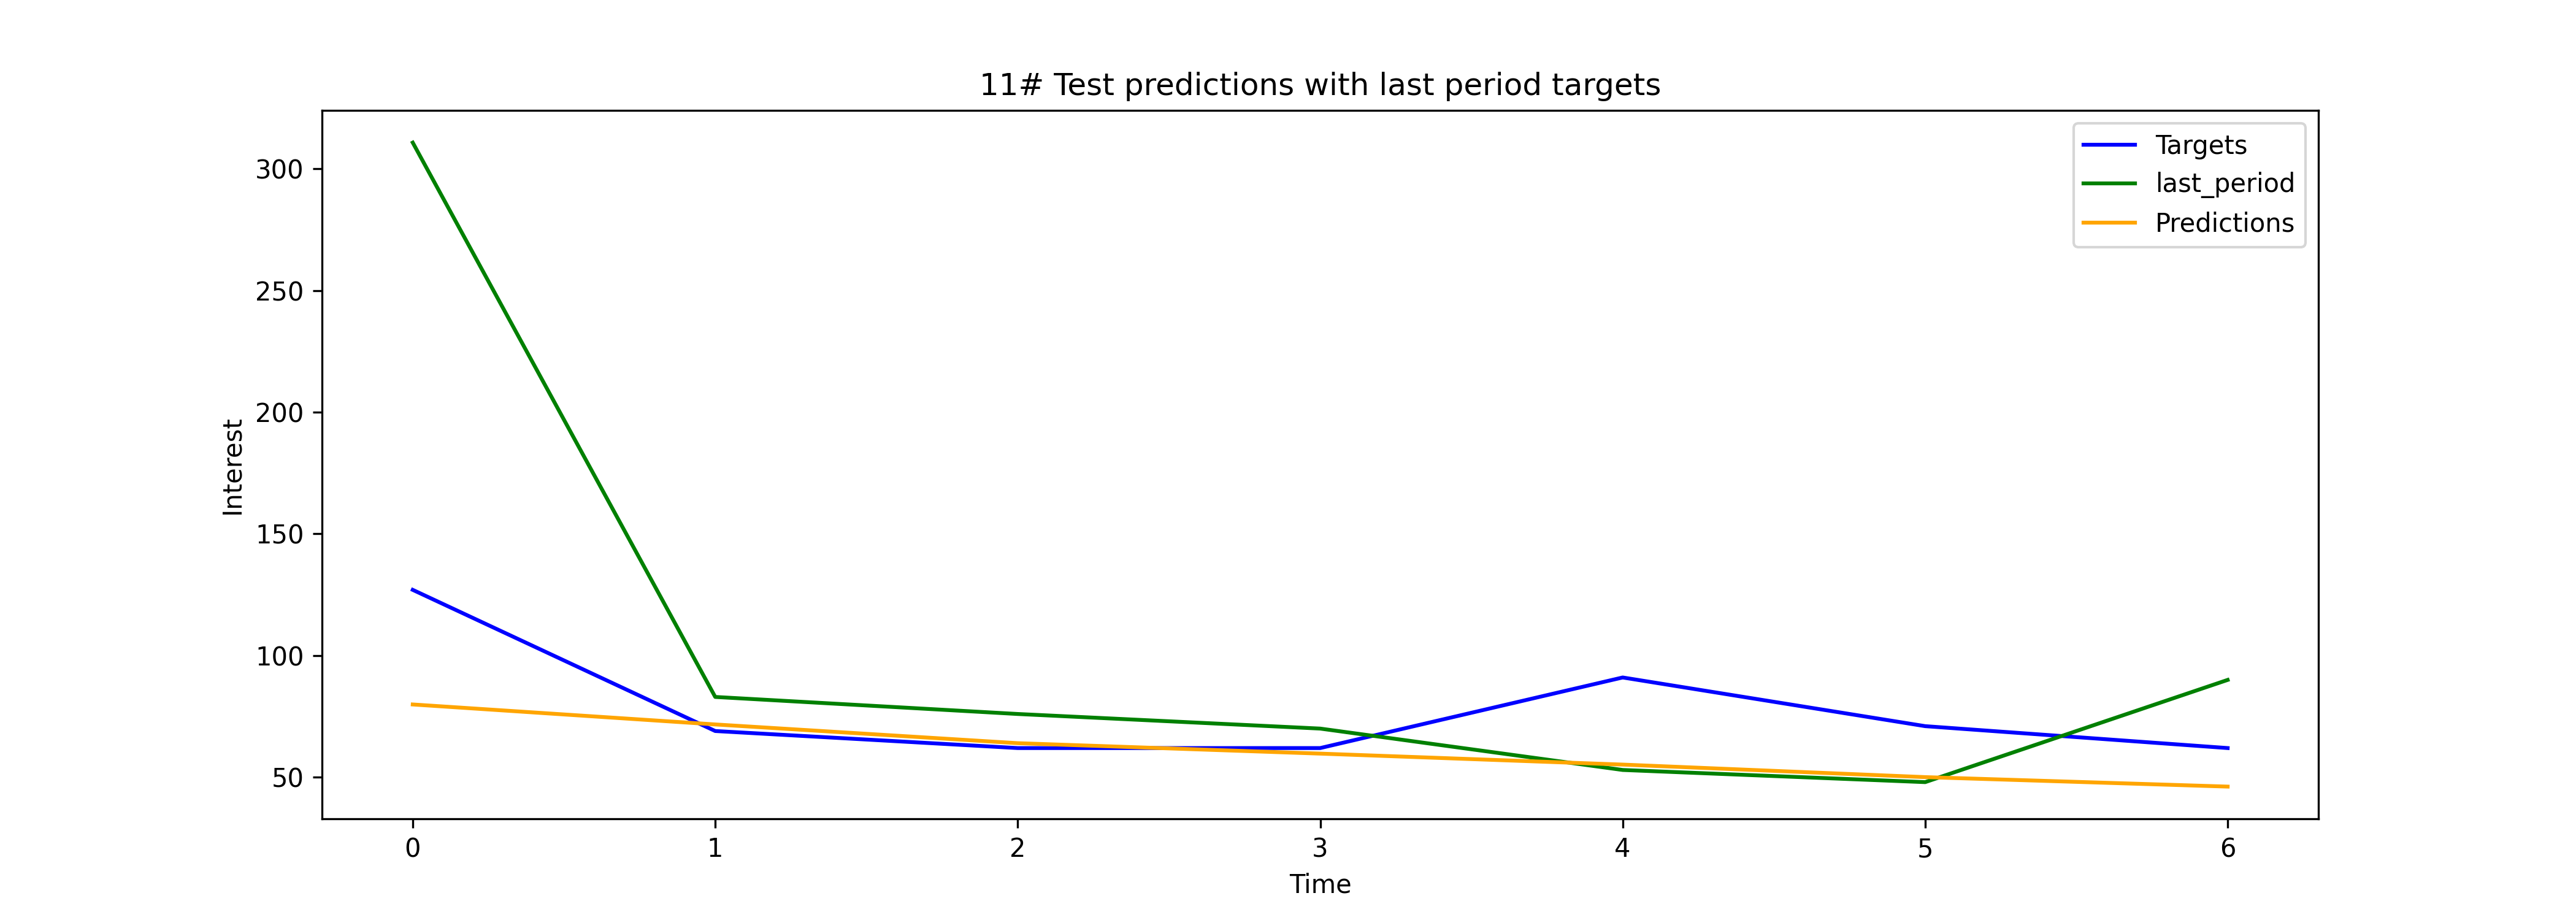 11# Test predictions with last period targets
Targets
last_period
Predictions
300
250
200
150
100
50
Interest
0 1 2 3 4 5 6
Time